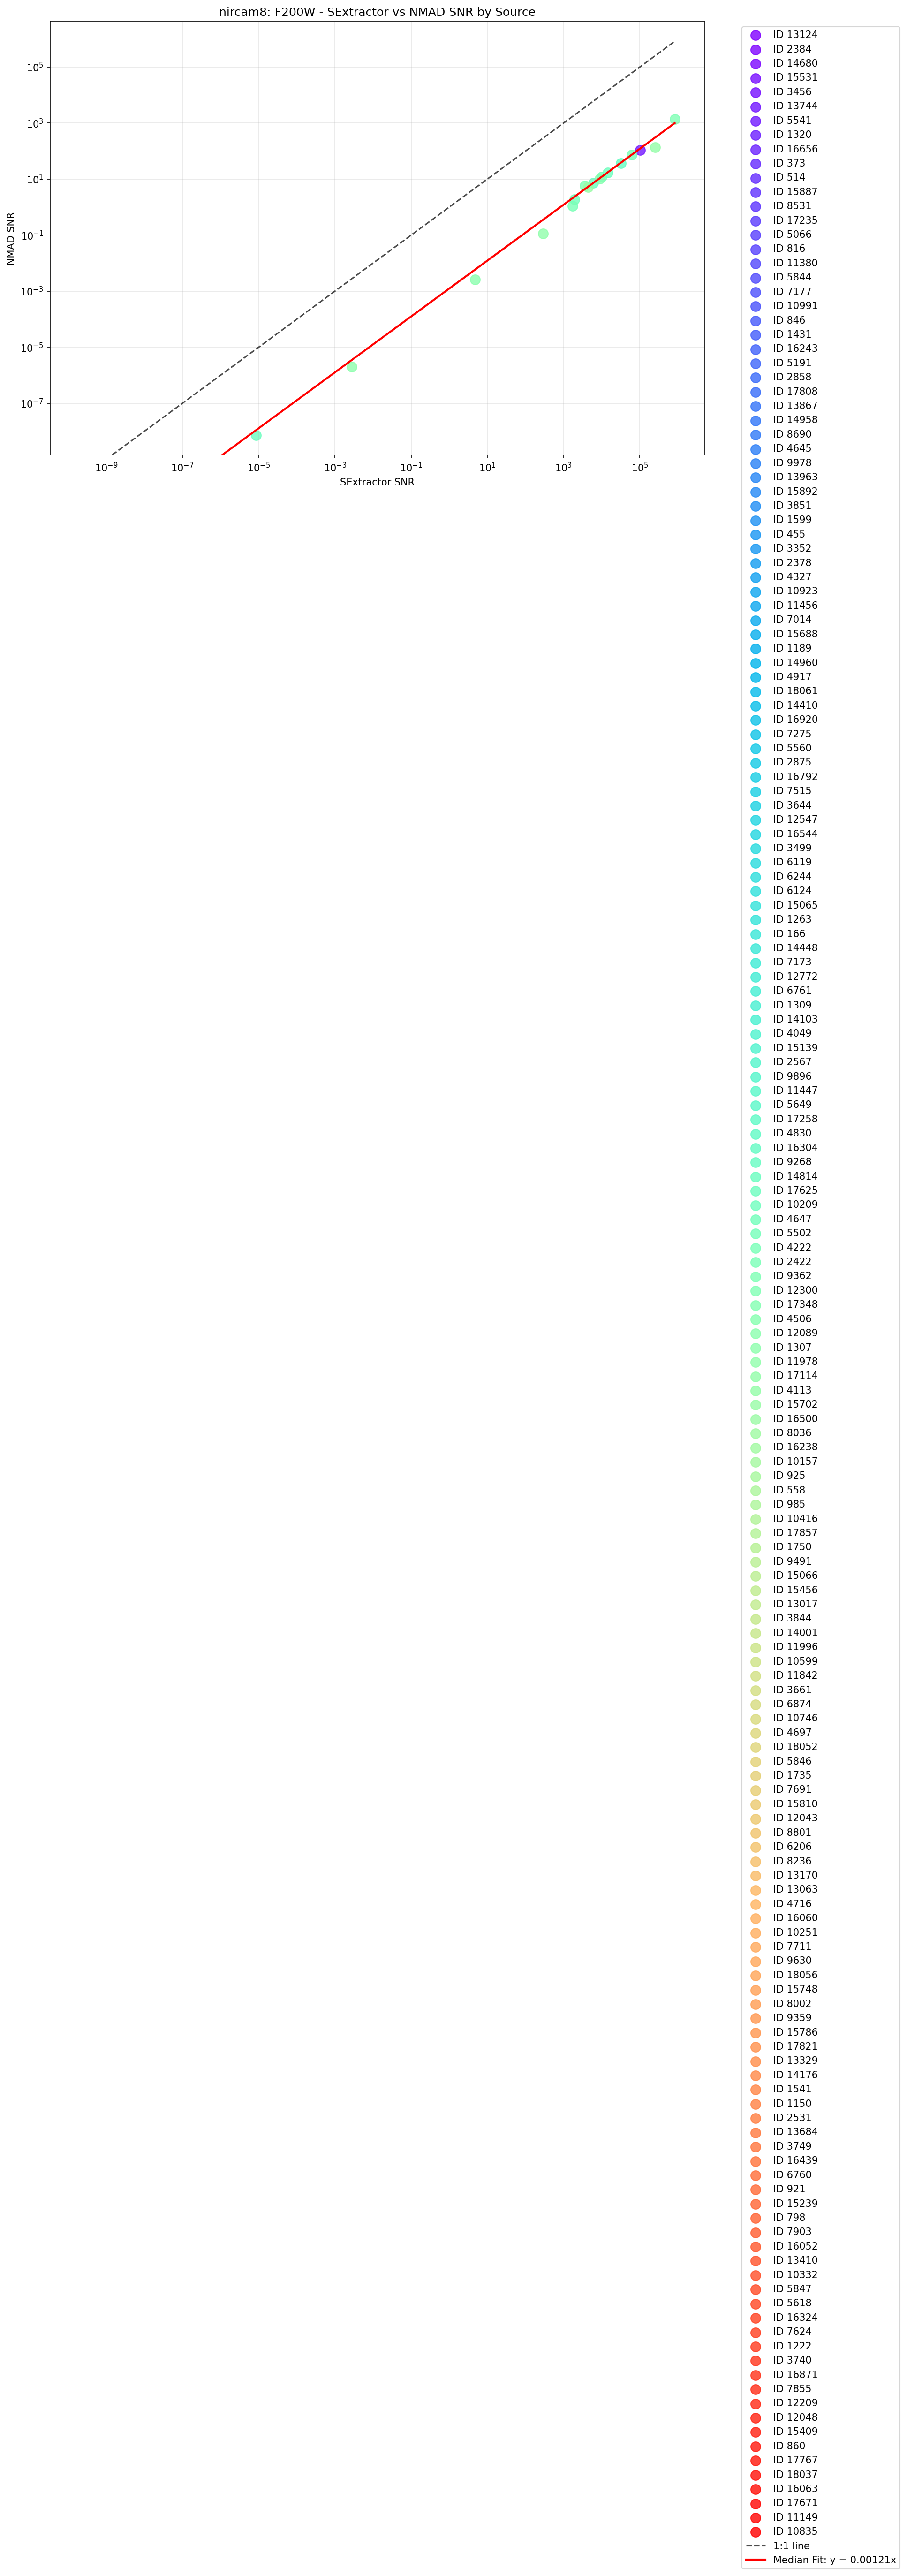 nircam8: F200W - SExtractor vs NMAD SNR by Source
10⁵
10³
10¹
10⁻¹
10⁻³
10⁻⁵
10⁻⁷
NMAD SNR
10⁻⁹
10⁻⁷
10⁻⁵
10⁻³
10⁻¹
10¹
10³
10⁵
SExtractor SNR
ID 13124
ID 2384
ID 14680
ID 15531
ID 3456
ID 13744
ID 5541
ID 1320
ID 16656
ID 373
ID 514
ID 15887
ID 8531
ID 17235
ID 5066
ID 816
ID 11380
ID 5844
ID 7177
ID 10991
ID 846
ID 1431
ID 16243
ID 5191
ID 2858
ID 17808
ID 13867
ID 14958
ID 8690
ID 4645
ID 9978
ID 13963
ID 15892
ID 3851
ID 1599
ID 455
ID 3352
ID 2378
ID 4327
ID 10923
ID 11456
ID 7014
ID 15688
ID 1189
ID 14960
ID 4917
ID 18061
ID 14410
ID 16920
ID 7275
ID 5560
ID 2875
ID 16792
ID 7515
ID 3644
ID 12547
ID 16544
ID 3499
ID 6119
ID 6244
ID 6124
ID 15065
ID 1263
ID 166
ID 14448
ID 7173
ID 12772
ID 6761
ID 1309
ID 14103
ID 4049
ID 15139
ID 2567
ID 9896
ID 11447
ID 5649
ID 17258
ID 4830
ID 16304
ID 9268
ID 14814
ID 17625
ID 10209
ID 4647
ID 5502
ID 4222
ID 2422
ID 9362
ID 12300
ID 17348
ID 4506
ID 12089
ID 1307
ID 11978
ID 17114
ID 4113
ID 15702
ID 16500
ID 8036
ID 16238
ID 10157
ID 925
ID 558
ID 985
ID 10416
ID 17857
ID 1750
ID 9491
ID 15066
ID 15456
ID 13017
ID 3844
ID 14001
ID 11996
ID 10599
ID 11842
ID 3661
ID 6874
ID 10746
ID 4697
ID 18052
ID 5846
ID 1735
ID 7691
ID 15810
ID 12043
ID 8801
ID 6206
ID 8236
ID 13170
ID 13063
ID 4716
ID 16060
ID 10251
ID 7711
ID 9630
ID 18056
ID 15748
ID 8002
ID 9359
ID 15786
ID 17821
ID 13329
ID 14176
ID 1541
ID 1150
ID 2531
ID 13684
ID 3749
ID 16439
ID 6760
ID 921
ID 15239
ID 798
ID 7903
ID 16052
ID 13410
ID 10332
ID 5847
ID 5618
ID 16324
ID 7624
ID 1222
ID 3740
ID 16871
ID 7855
ID 12209
ID 12048
ID 15409
ID 860
ID 17767
ID 18037
ID 16063
ID 17671
ID 11149
ID 10835
1:1 line
Median Fit: y = 0.00121x